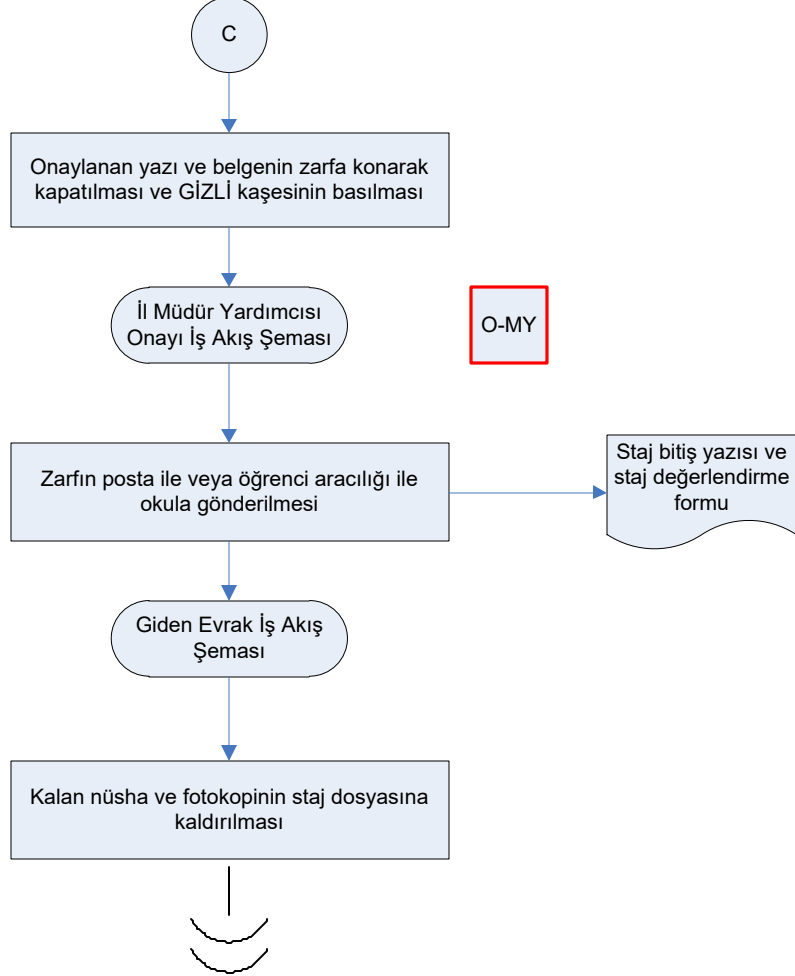 C
Onaylanan yazı ve belgenin zarfa konarak
kapatılması ve GİZLİ kaşesinin basılması
İl Müdür Yardımcısı
Onayı İş Akış Şeması
O-MY
Zarfın posta ile veya öğrenci aracılığı ile
okula gönderilmesi
Staj bitiş yazısı ve
staj değerlendirme
formu
Giden Evrak İş Akış
Şeması
Kalan nüsha ve fotokopinin staj dosyasına
kaldırılması